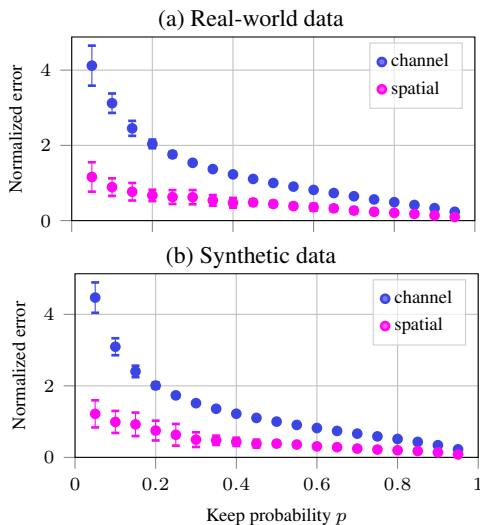 (a) Real-world data
4
2
0
Normalized error
channel
spatial
(b) Synthetic data
4
2
0
Normalized error
channel
spatial
0 0.2 0.4 0.6 0.8 1
Keep probability p